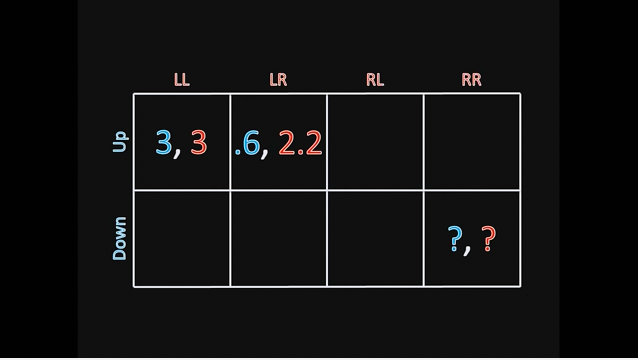 LL LR RL RR
Up 3, 3 .6, 2.2
Down ?, ?